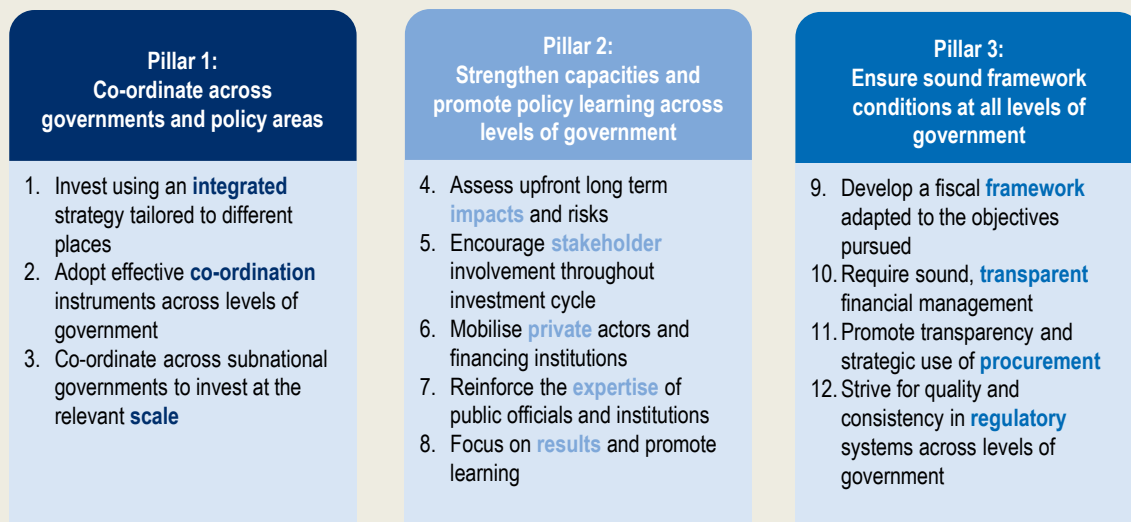 Pillar 1:
Co-ordinate across
governments and policy areas
1. Invest using an integrated
strategy tailored to different
places
2. Adopt effective co-ordination
instruments across levels of
government
3. Co-ordinate across subnational
governments to invest at the
relevant scale
Pillar 2:
Strengthen capacities and
promote policy learning across
levels of government
4. Assess upfront long term
impacts and risks
5. Encourage stakeholder
involvement throughout
investment cycle
6. Mobilise private actors and
financing institutions
7. Reinforce the expertise of
public officials and institutions
8. Focus on results and promote
learning
Pillar 3:
Ensure sound framework
conditions at all levels of
government
9. Develop a fiscal framework
adapted to the objectives
pursued
10. Require sound, transparent
financial management
11. Promote transparency and
strategic use of procurement
12. Strive for quality and
consistency in regulatory
systems across levels of
government